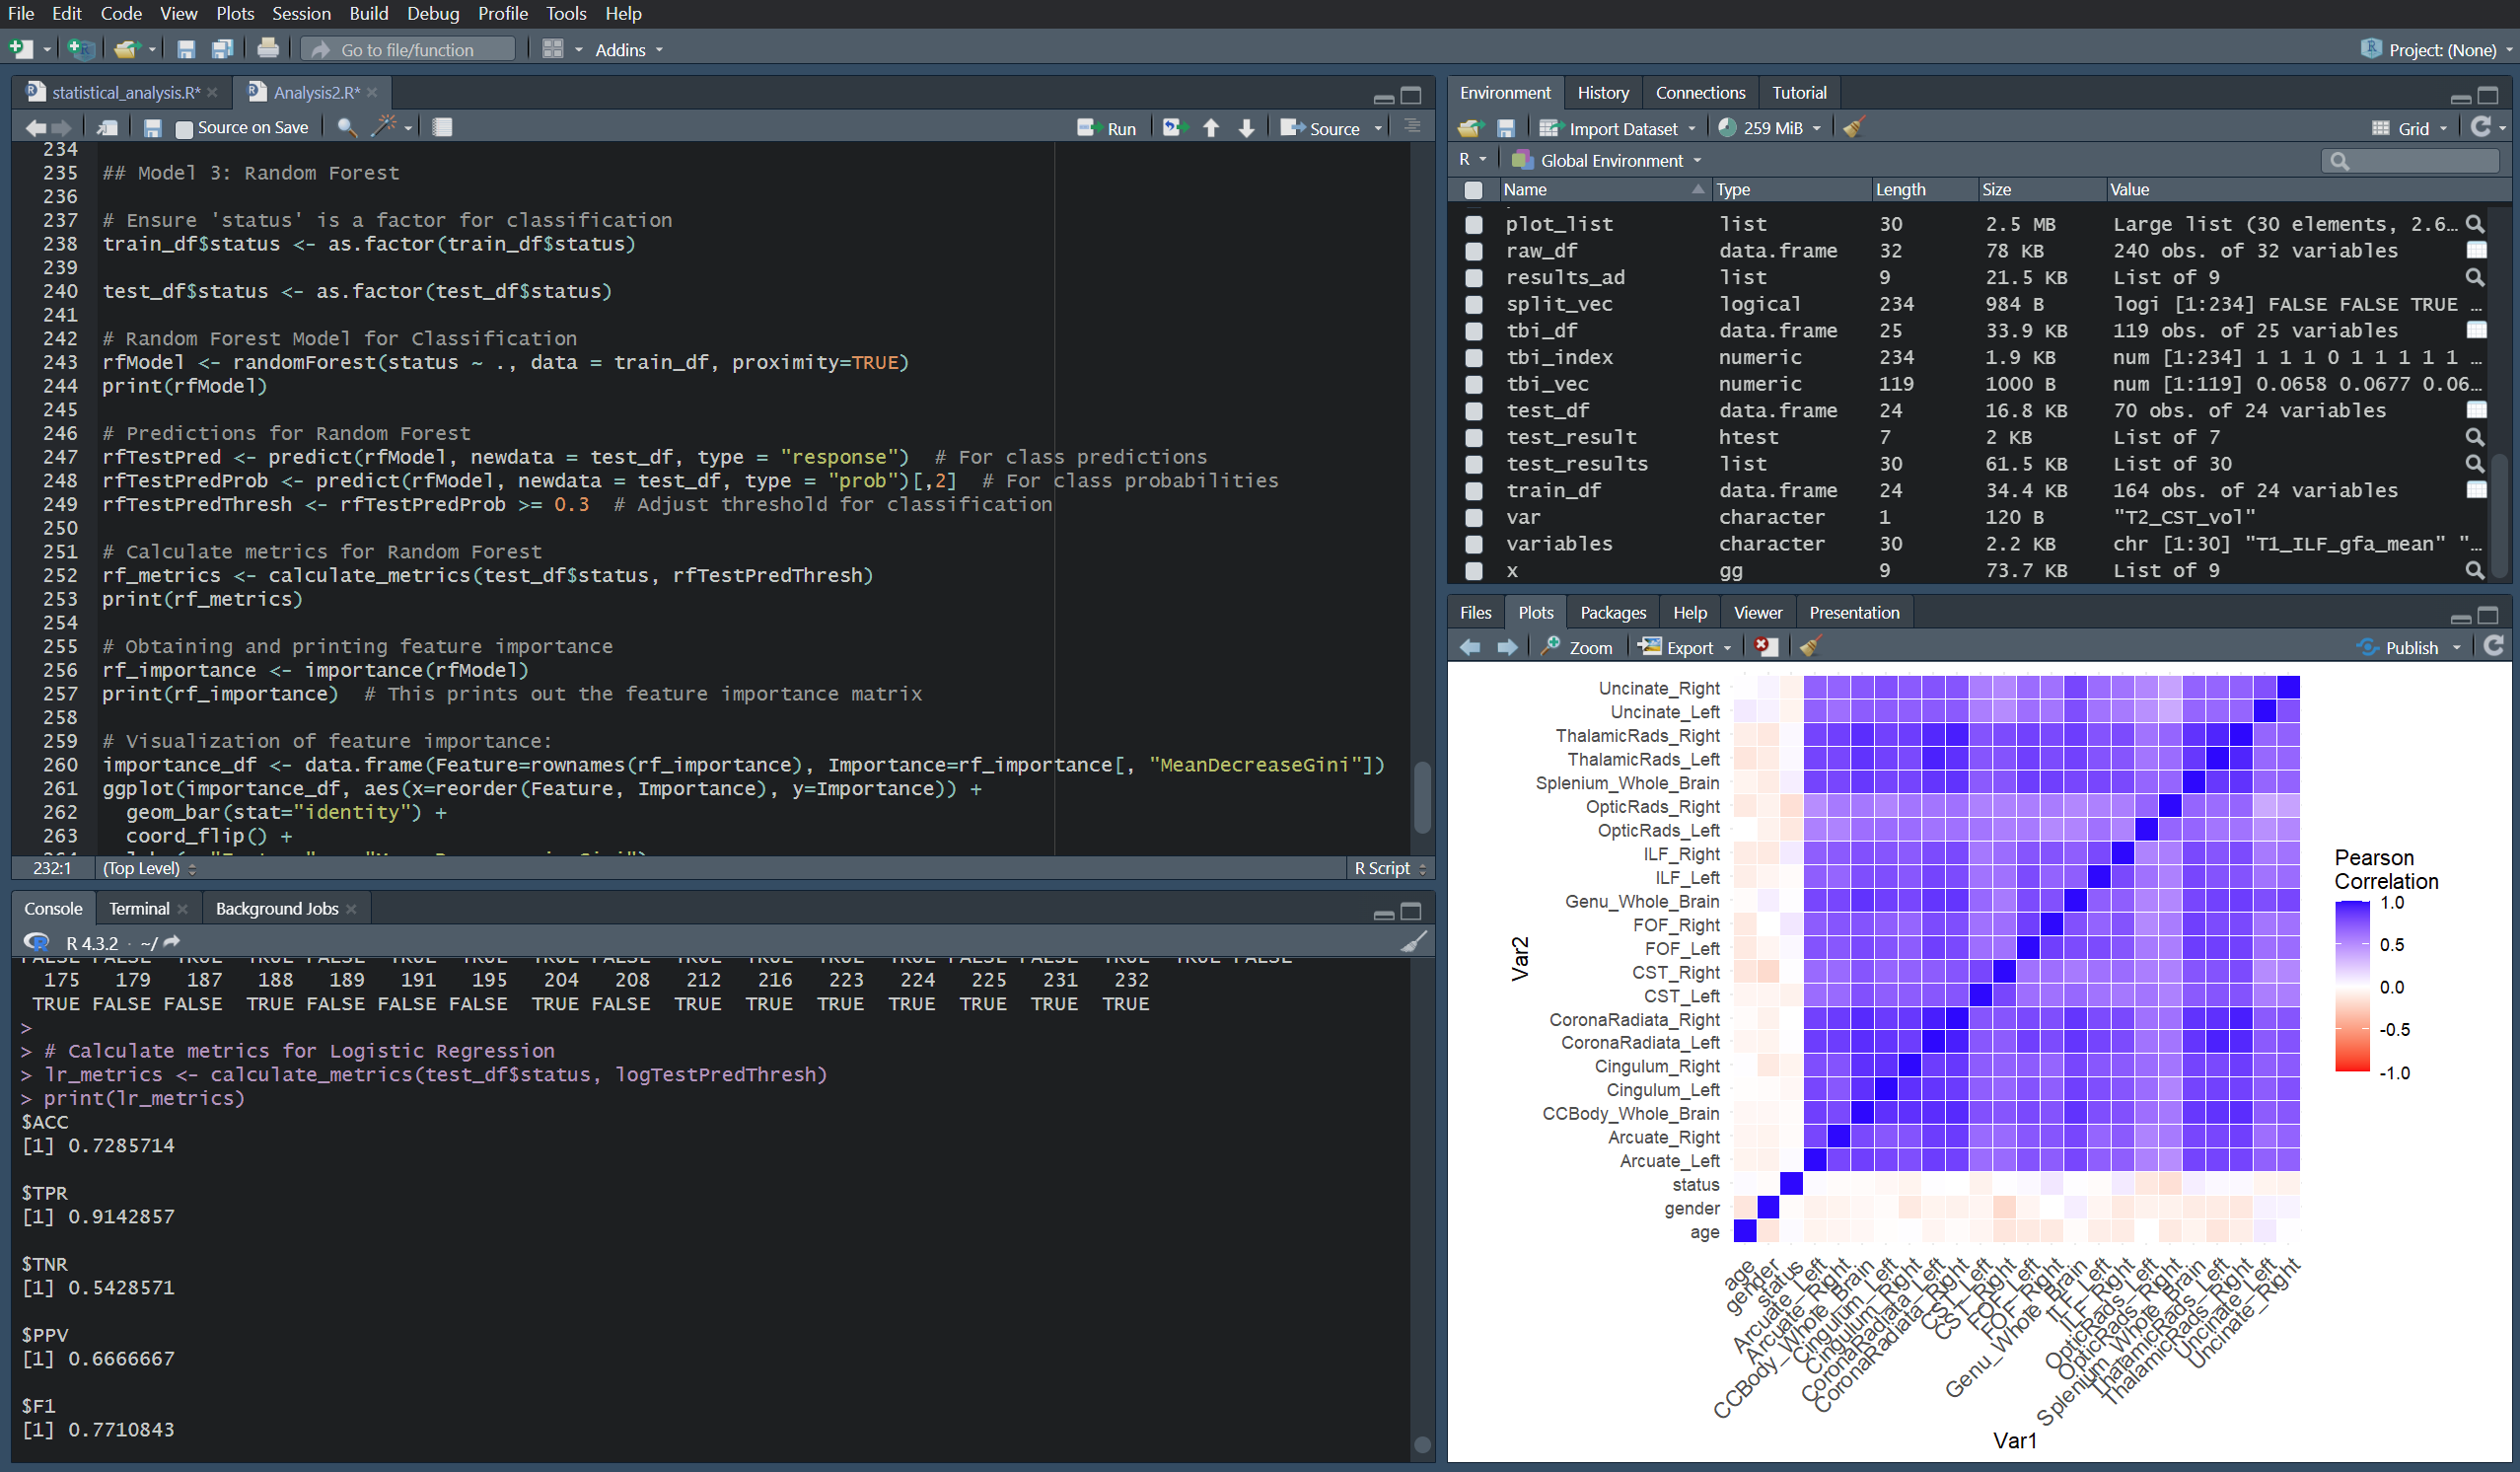 File Edit Code View Plots Session Build Debug Profile Tools Help
Go to file/function Addins Project: (None)
statistical_analysis.R* Analysis2.R*
Source on Save Run Source
234
235 ## Model 3: Random Forest
236
237 # Ensure 'status' is a factor for classification
238 train_df$status <- as.factor(train_df$status)
239
240 test_df$status <- as.factor(test_df$status)
241
242 # Random Forest Model for Classification
243 rfModel <- randomForest(status ~ ., data = train_df, proximity=TRUE)
244 print(rfModel)
245
246 # Predictions for Random Forest
247 rfTestPred <- predict(rfModel, newdata = test_df, type = "response")  # For class predictions
248 rfTestPredProb <- predict(rfModel, newdata = test_df, type = "prob")[,2]  # For class probabilities
249 rfTestPredThresh <- rfTestPredProb >= 0.3  # Adjust threshold for classification
250
251 # Calculate metrics for Random Forest
252 rf_metrics <- calculate_metrics(test_df$status, rfTestPredThresh)
253 print(rf_metrics)
254
255 # Obtaining and printing feature importance
256 rf_importance <- importance(rfModel)
257 print(rf_importance)  # This prints out the feature importance matrix
258
259 # Visualization of feature importance:
260 importance_df <- data.frame(Feature=rownames(rf_importance), Importance=rf_importance[, "MeanDecreaseGini"])
261 ggplot(importance_df, aes(x=reorder(Feature, Importance), y=Importance)) +
262   geom_bar(stat="identity") +
263   coord_flip() +
232:1 (Top Level) R Script
Console Terminal Background Jobs
R 4.3.2 · ~/
175 179 187 188 189 191 195 204 208 212 216 223 224 225 231 232
TRUE FALSE FALSE TRUE FALSE FALSE FALSE TRUE FALSE TRUE TRUE TRUE TRUE TRUE TRUE TRUE
>
> # Calculate metrics for Logistic Regression
> lr_metrics <- calculate_metrics(test_df$status, logTestPredThresh)
> print(lr_metrics)
$ACC
[1] 0.7285714
$TPR
[1] 0.9142857
$TNR
[1] 0.5428571
$PPV
[1] 0.6666667
$F1
[1] 0.7710843
Environment History Connections Tutorial
Import Dataset 259 MiB Grid
R Global Environment
Name Type Length Size Value
plot_list list 30 2.5 MB Large list (30 elements, 2.6…
raw_df data.frame 32 78 KB 240 obs. of 32 variables
results_ad list 9 21.5 KB List of 9
split_vec logical 234 984 B logi [1:234] FALSE FALSE TRUE …
tbi_df data.frame 25 33.9 KB 119 obs. of 25 variables
tbi_index numeric 234 1.9 KB num [1:234] 1 1 1 0 1 1 1 1 1 …
tbi_vec numeric 119 1000 B num [1:119] 0.0658 0.0677 0.06…
test_df data.frame 24 16.8 KB 70 obs. of 24 variables
test_result htest 7 2 KB List of 7
test_results list 30 61.5 KB List of 30
train_df data.frame 24 34.4 KB 164 obs. of 24 variables
var character 1 120 B "T2_CST_vol"
variables character 30 2.2 KB chr [1:30] "T1_ILF_gfa_mean" "…
x gg 9 73.7 KB List of 9
Files Plots Packages Help Viewer Presentation
Zoom Export Publish
Uncinate_Right
Uncinate_Left
ThalamicRads_Right
ThalamicRads_Left
Splenium_Whole_Brain
OpticRads_Right
OpticRads_Left
ILF_Right
ILF_Left
Genu_Whole_Brain
FOF_Right
FOF_Left
CST_Right
CST_Left
CoronaRadiata_Right
CoronaRadiata_Left
Cingulum_Right
Cingulum_Left
CCBody_Whole_Brain
Arcuate_Right
Arcuate_Left
status
gender
age
Var2
age
gender
status
Arcuate_Left
Arcuate_Right
CCBody_Whole_Brain
Cingulum_Left
Cingulum_Right
CoronaRadiata_Left
CoronaRadiata_Right
CST_Left
CST_Right
FOF_Left
FOF_Right
Genu_Whole_Brain
ILF_Left
ILF_Right
OpticRads_Left
OpticRads_Right
Splenium_Whole_Brain
ThalamicRads_Left
ThalamicRads_Right
Uncinate_Left
Uncinate_Right
Var1
Pearson
Correlation
1.0
0.5
0.0
-0.5
-1.0